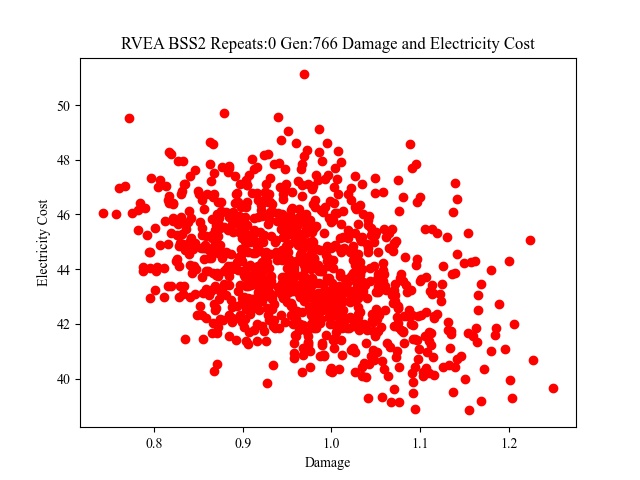 RVEA BSS2 Repeats:0 Gen:766 Damage and Electricity Cost
50
48
46
44
42
40
Electricity Cost
0.8 0.9 1.0 1.1 1.2
Damage